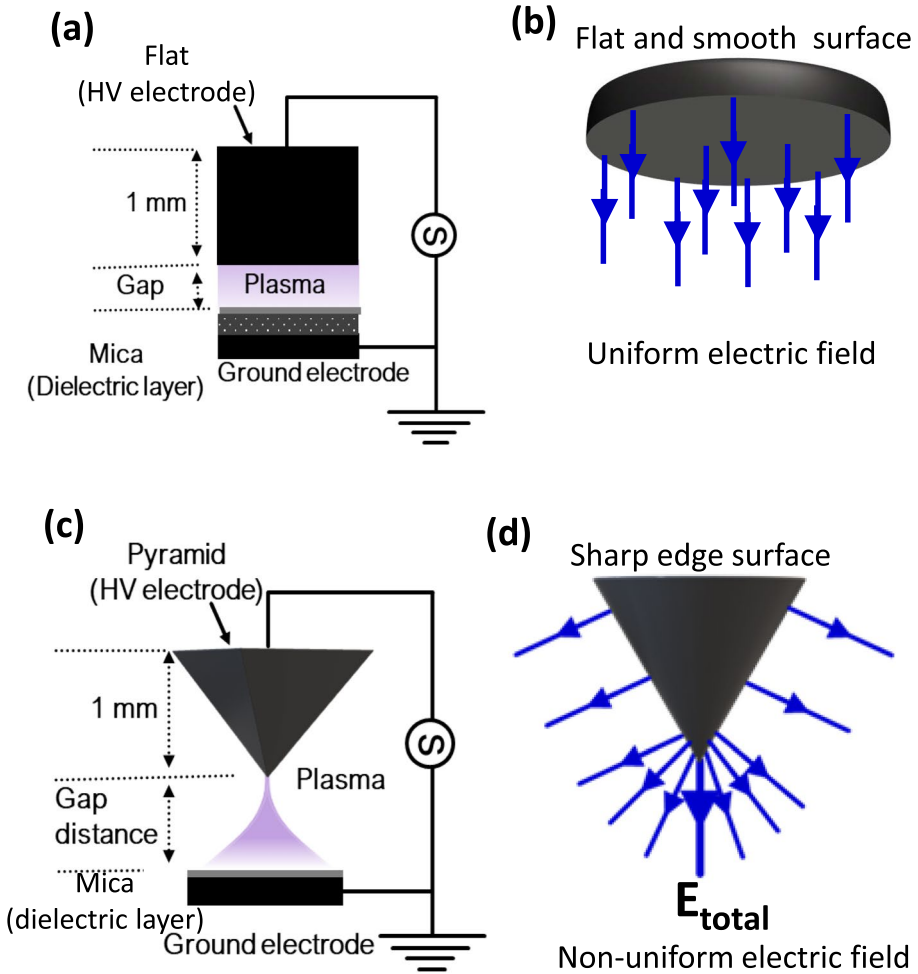 (a)
Flat
(HV electrode)
1 mm
Gap
Plasma
S
Mica
(Dielectric layer)
Ground electrode
(b)
Flat and smooth surface
Uniform electric field
(c)
Pyramid
(HV electrode)
1 mm
Plasma
Gap
distance
S
Mica
(dielectric layer)
Ground electrode
(d)
Sharp edge surface
Etotal
Non-uniform electric field